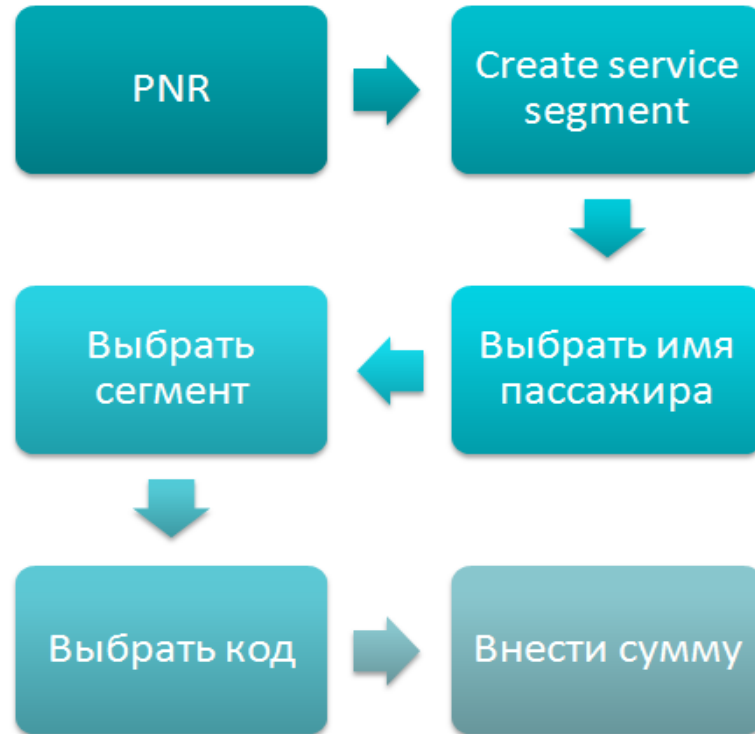 PNR
Create service
segment
Выбрать имя
пассажира
Выбрать
сегмент
Выбрать код
Внести сумму